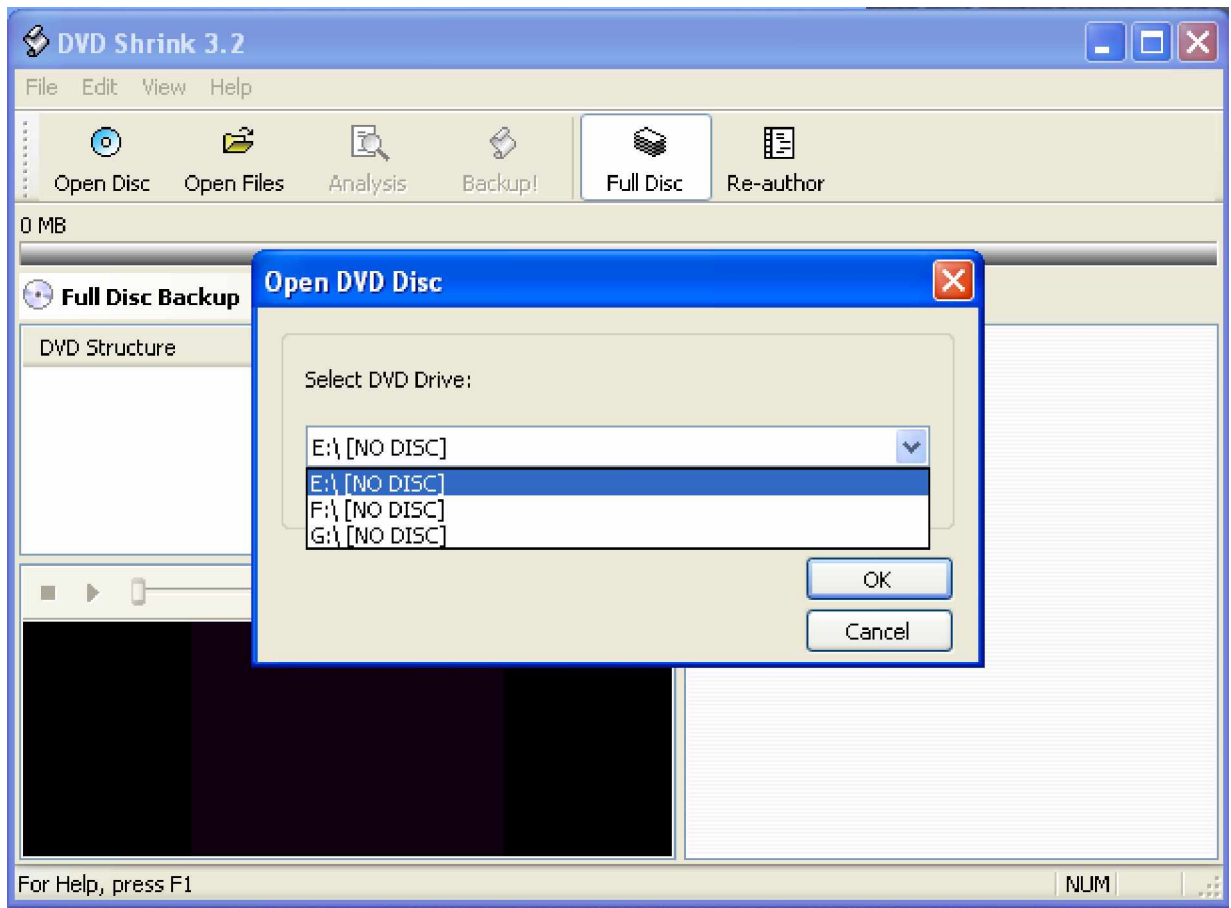 DVD Shrink 3.2
File Edit View Help
Open Disc Open Files Analysis Backup! Full Disc Re-author
0 MB
Full Disc Backup
DVD Structure
Open DVD Disc
Select DVD Drive:
E:\ [NO DISC]
E:\ [NO DISC]
F:\ [NO DISC]
G:\ [NO DISC]
OK
Cancel
For Help, press F1 NUM